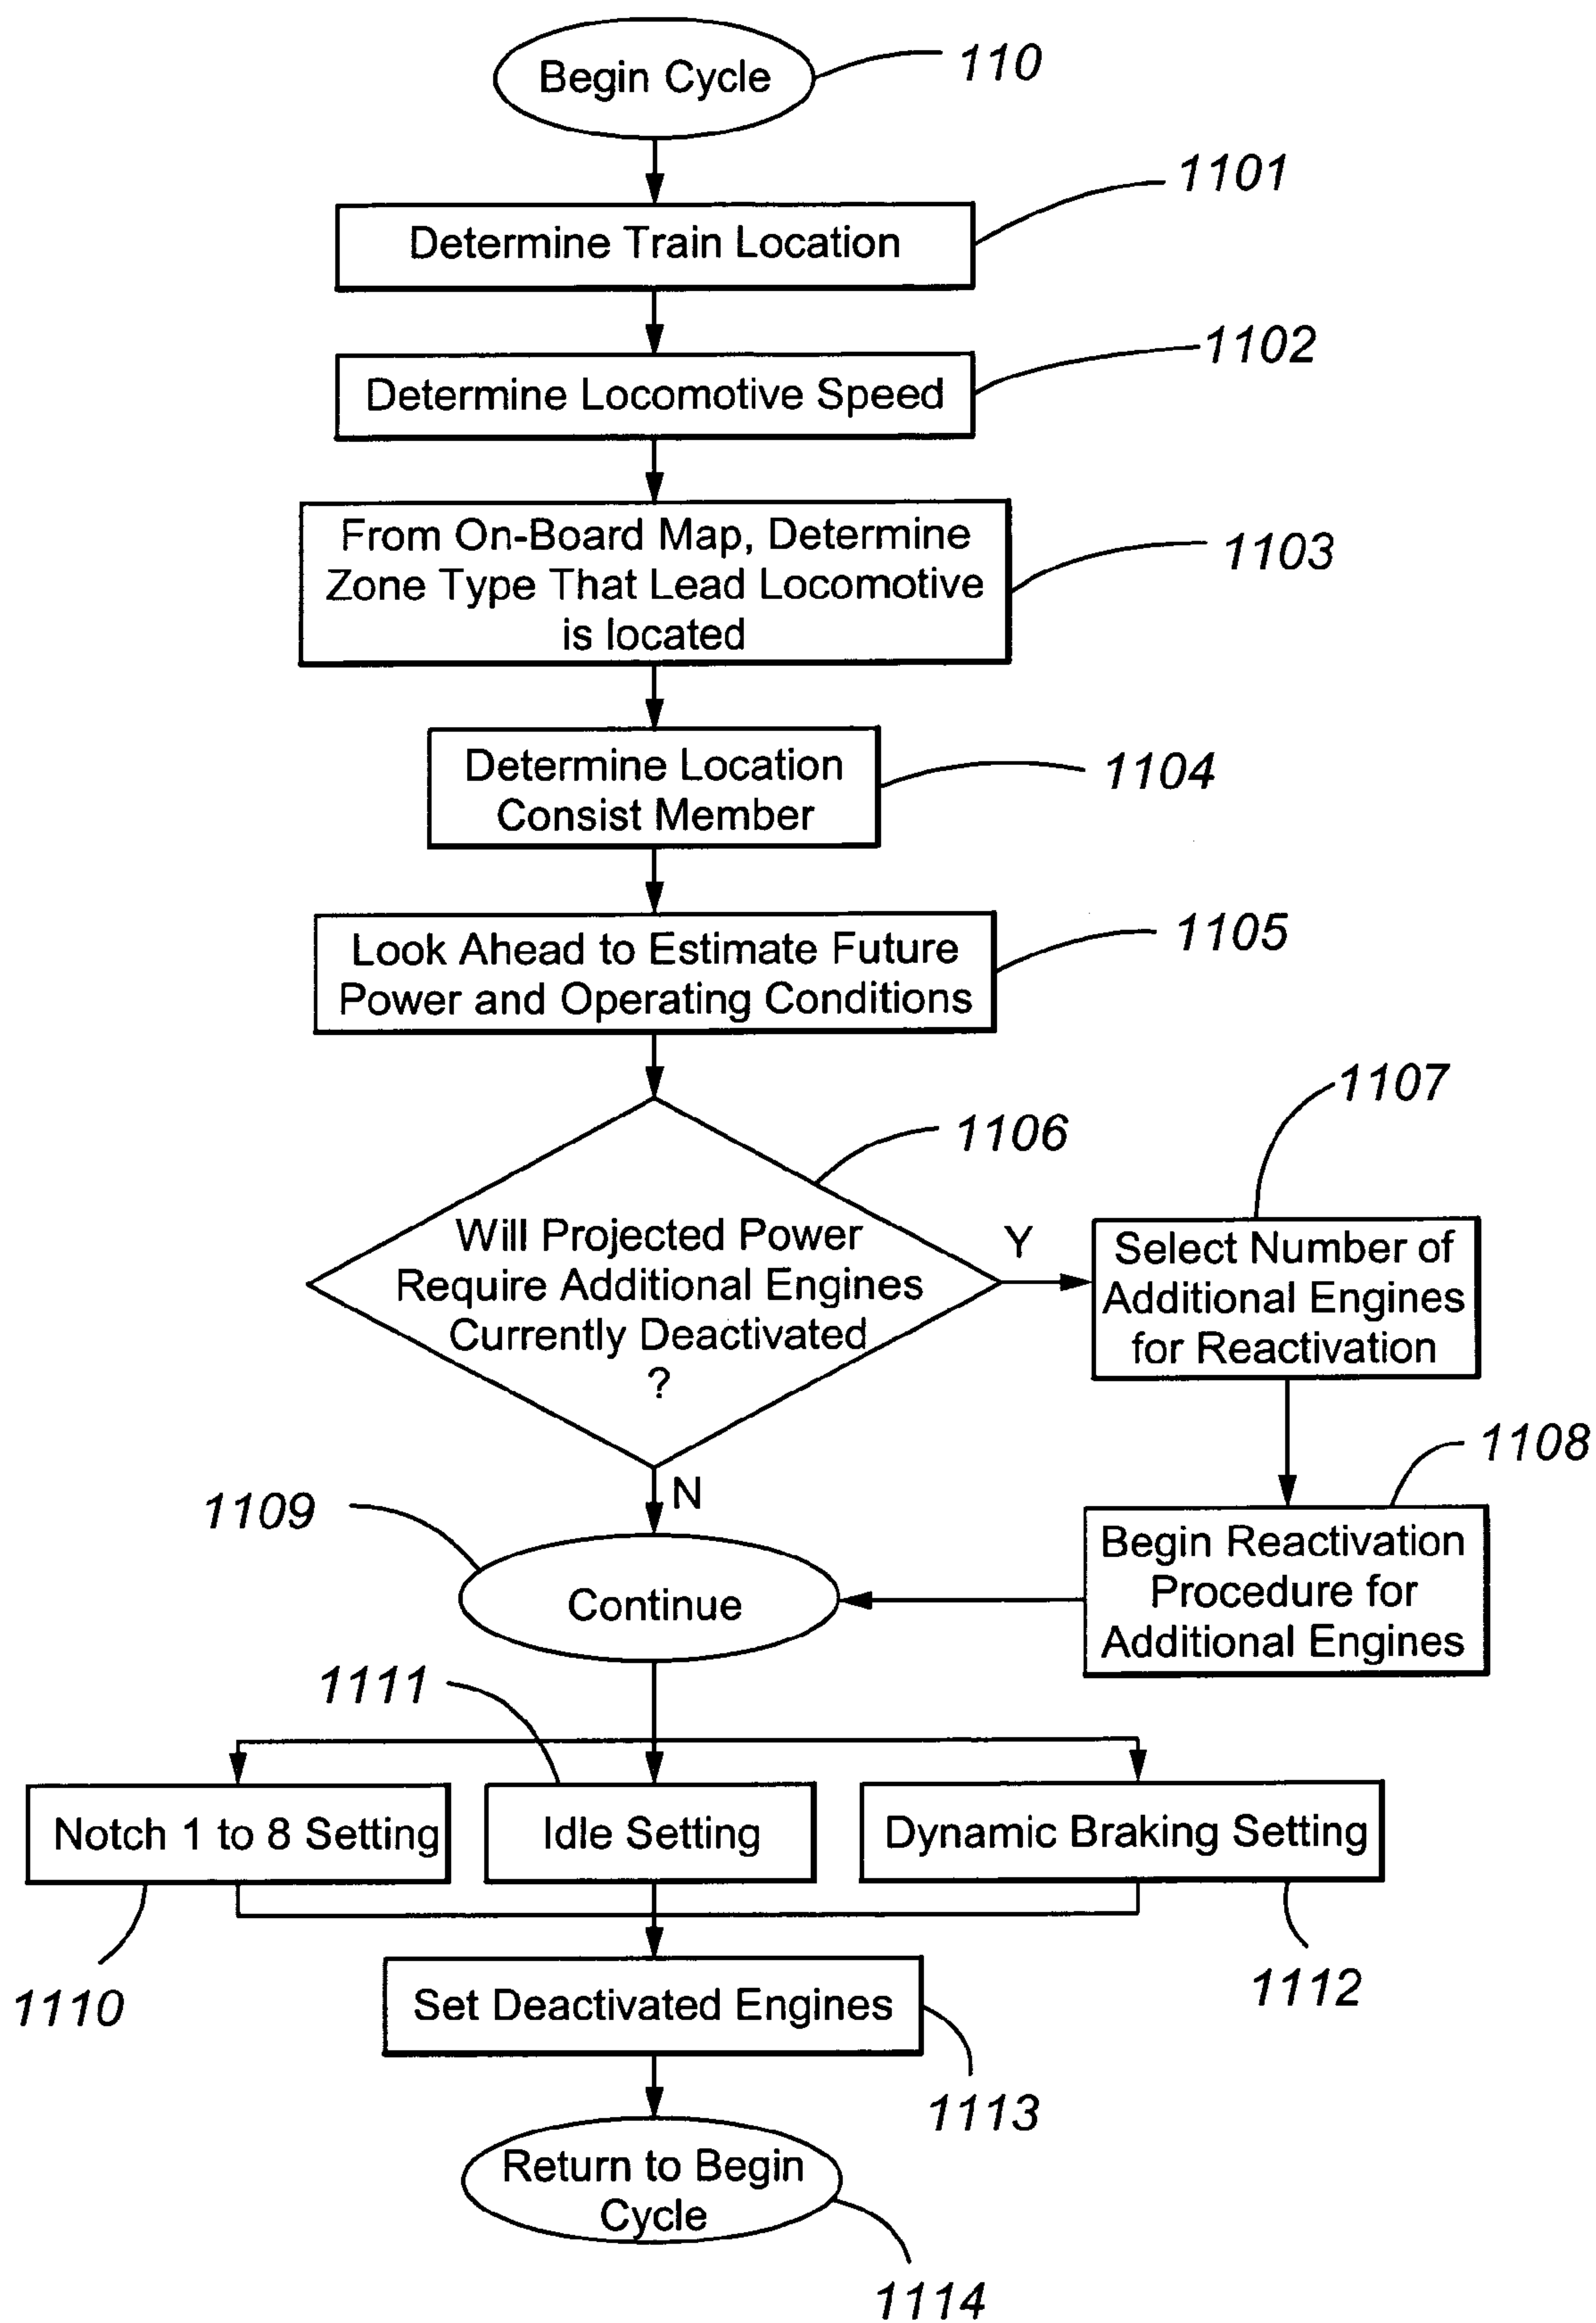 Begin Cycle
110
1101
Determine Train Location
1102
Determine Locomotive Speed
From On-Board Map, Determine
Zone Type That Lead Locomotive
is located
1103
Determine Location
Consist Member
1104
Look Ahead to Estimate Future
Power and Operating Conditions
1105
1106
Will Projected Power
Require Additional Engines
Currently Deactivated
?
Y
1107
Select Number of
Additional Engines
for Reactivation
1108
Begin Reactivation
Procedure for
Additional Engines
N
1109
Continue
1111
Notch 1 to 8 Setting
Idle Setting
Dynamic Braking Setting
1110
1112
Set Deactivated Engines
1113
Return to Begin
Cycle
1114